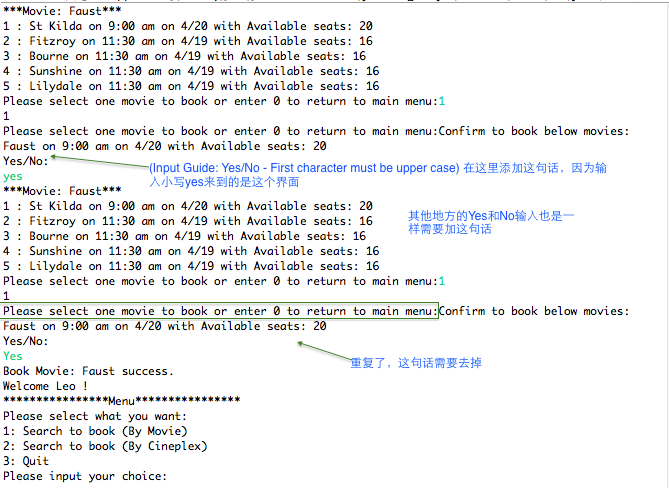 ***Movie: Faust***
1 : St Kilda on 9:00 am on 4/20 with Available seats: 20
2 : Fitzroy on 11:30 am on 4/19 with Available seats: 16
3 : Bourne on 11:30 am on 4/19 with Available seats: 16
4 : Sunshine on 11:30 am on 4/19 with Available seats: 16
5 : Lilydale on 11:30 am on 4/19 with Available seats: 16
Please select one movie to book or enter 0 to return to main menu:1
1
Please select one movie to book or enter 0 to return to main menu:Confirm to book below movies:
Faust on 9:00 am on 4/20 with Available seats: 20
Yes/No:
(Input Guide: Yes/No - First character must be upper case) 在这里添加这句话，因为输
入小写yes来到的是这个界面
yes
***Movie: Faust***
1 : St Kilda on 9:00 am on 4/20 with Available seats: 20
2 : Fitzroy on 11:30 am on 4/19 with Available seats: 16
3 : Bourne on 11:30 am on 4/19 with Available seats: 16
4 : Sunshine on 11:30 am on 4/19 with Available seats: 16
5 : Lilydale on 11:30 am on 4/19 with Available seats: 16
其他地方的Yes和No输入也是一
样需要加这句话
Please select one movie to book or enter 0 to return to main menu:1
1
Please select one movie to book or enter 0 to return to main menu:Confirm to book below movies:
Faust on 9:00 am on 4/20 with Available seats: 20
Yes/No:
Yes
重复了，这句话需要去掉
Book Movie: Faust success.
Welcome Leo !
****************Menu****************
Please select what you want:
1: Search to book (By Movie)
2: Search to book (By Cineplex)
3: Quit
Please input your choice: